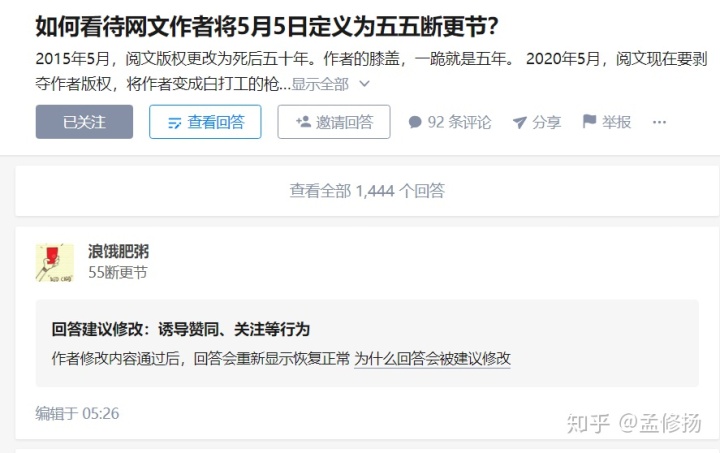 如何看待网文作者将5月5日定义为五五断更节？
2015年5月，阅文版权更改为死后五十年。作者的膝盖，一跪就是五年。 2020年5月，阅文现在要剥
夺作者版权，将作者变成白打工的枪...显示全部
已关注 查看回答 邀请回答 92 条评论 分享 举报 ···
查看全部 1,444 个回答
浪饿肥粥
55断更节
回答建议修改：诱导赞同、关注等行为
作者修改内容通过后，回答会重新显示恢复正常 为什么回答会被建议修改
编辑于 05:26
知乎 @孟修扬